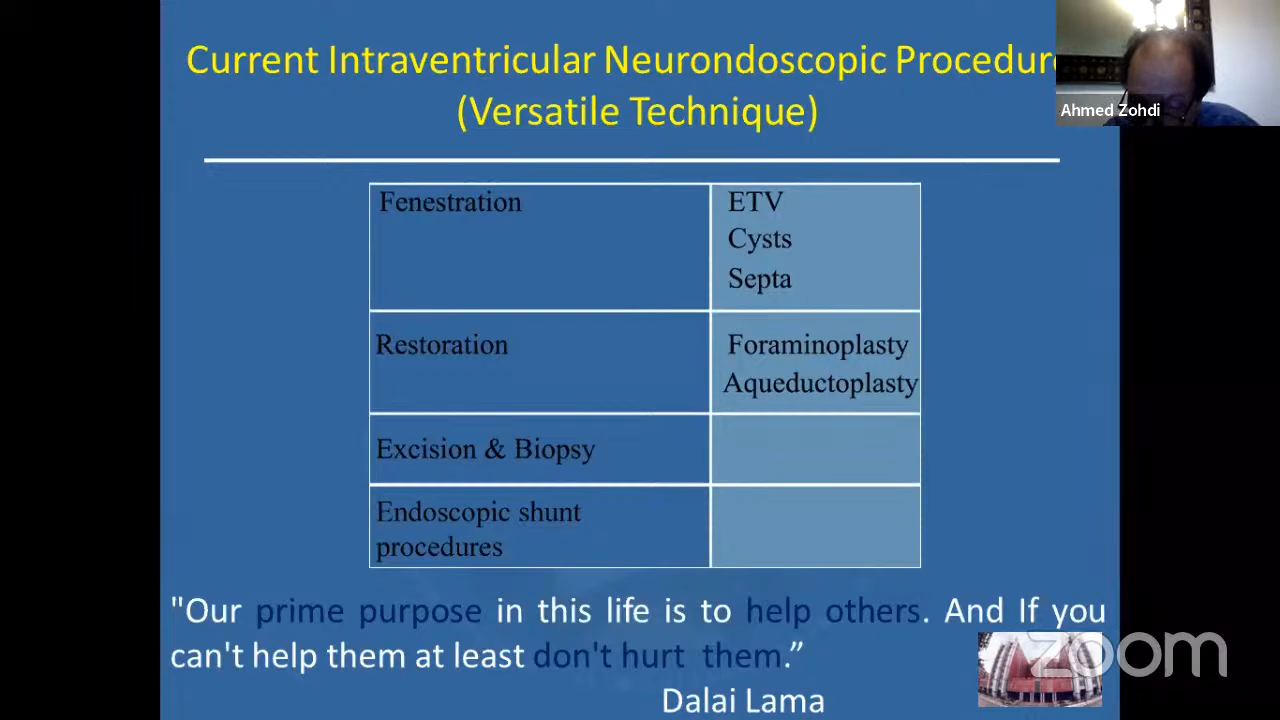 Current Intraventricular Neurondoscopic Procedur
(Versatile Technique)
Ahmed Zohdi
Fenestration
ETV
Cysts
Septa
Restoration
Foraminoplasty
Aqueductoplasty
Excision & Biopsy
Endoscopic shunt
procedures
"Our prime purpose in this life is to help others. And If you
can't help them at least don't hurt them.”
Dalai Lama
zoom